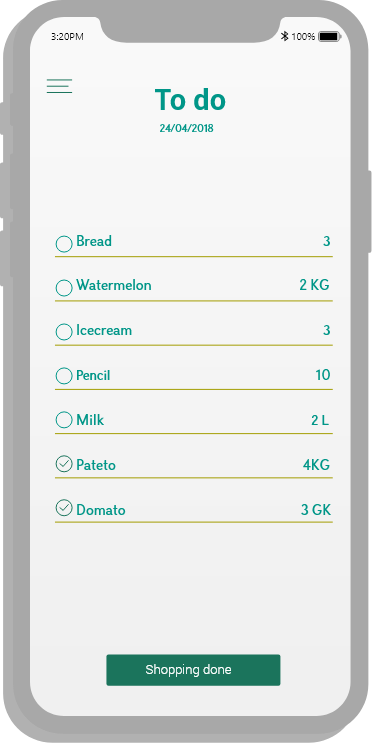 3:20PM 100%
To do
24/04/2018
Bread 3
Watermelon 2 KG
Icecream 3
Pencil 10
Milk 2 L
Pateto 4KG
Domato 3 GK
Shopping done